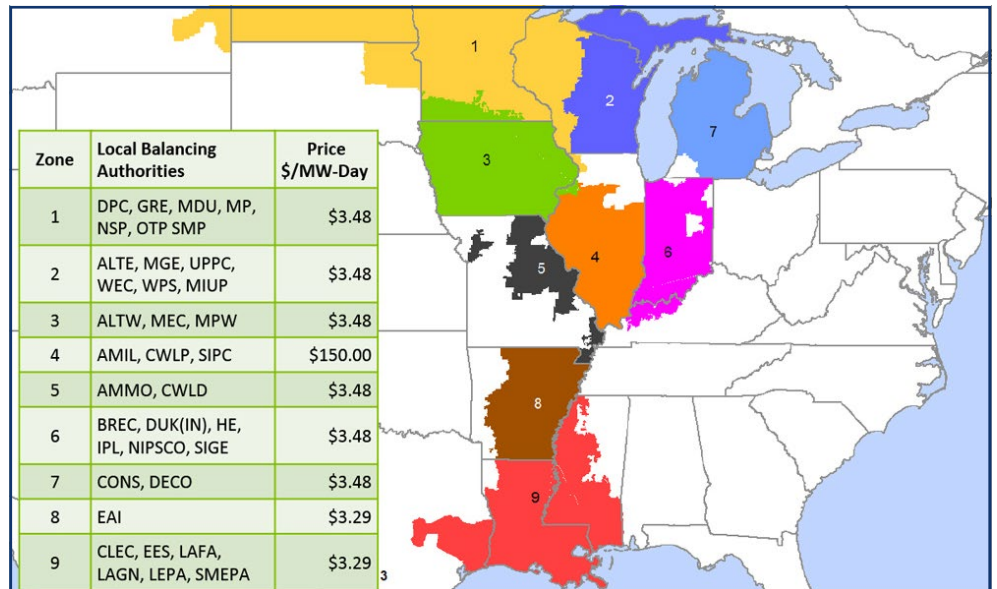 Zone Local Balancing Authorities Price $/MW-Day
1 DPC, GRE, MDU, MP, NSP, OTP SMP $3.48
2 ALTE, MGE, UPPC, WEC, WPS, MIUP $3.48
3 ALTW, MEC, MPW $3.48
4 AMIL, CWLP, SIPC $150.00
5 AMMO, CWLD $3.48
6 BREC, DUK(IN), HE, IPL, NIPSCO, SIGE $3.48
7 CONS, DECO $3.48
8 EAI $3.29
9 CLEC, EES, LAFA, LAGN, LEPA, SMEPA $3.29
3
1
2
7
3
4
6
5
8
9